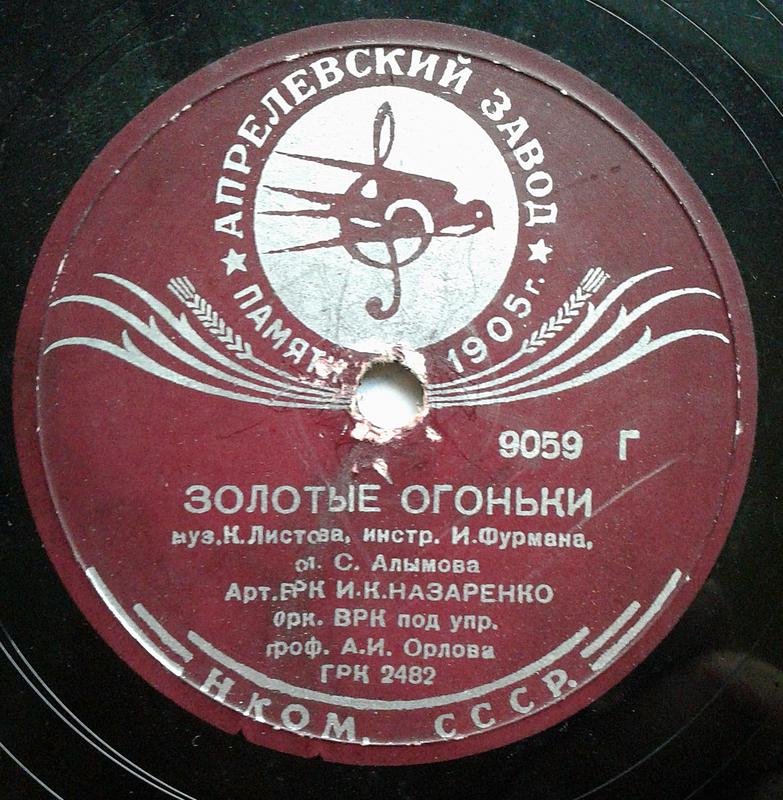 ★ АПРЕЛЕВСКИЙ ЗАВОД ★
ПАМЯТИ 1905 г.
9059 Г
ЗОЛОТЫЕ ОГОНЬКИ
муз.К.Листова, инстр. И.Фурмана,
сл. С. Алымова
Арт.ВРК И.К.НАЗАРЕНКО
Орк. ВРК под упр.
проф. А.И. Орлова
ГРК 2482
НКОМ. СССР.